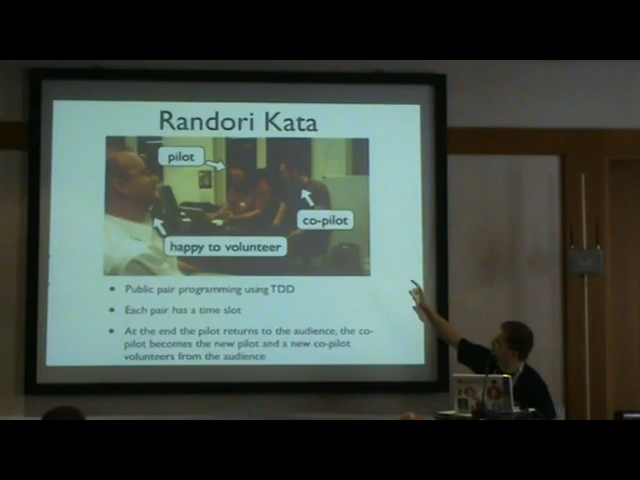 Randori Kata
pilot
co-pilot
happy to volunteer
• Public pair programming using TDD
• Each pair has a time slot
• At the end the pilot returns to the audience, the co-
pilot becomes the new pilot and a new co-pilot
volunteers from the audience